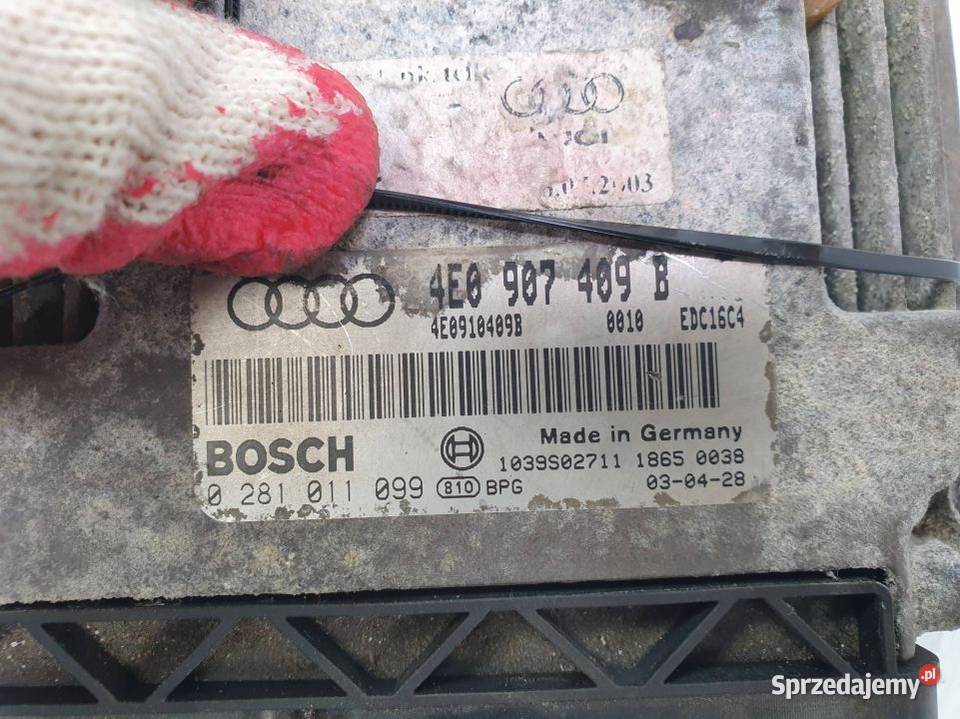 4E0 907 409 B
4E0910409B 0010 EDC16C4
BOSCH
Made in Germany
1039S02711 1865 0038
0 281 011 099 810 BPG
03-04-28
Sprzedajemy.pl